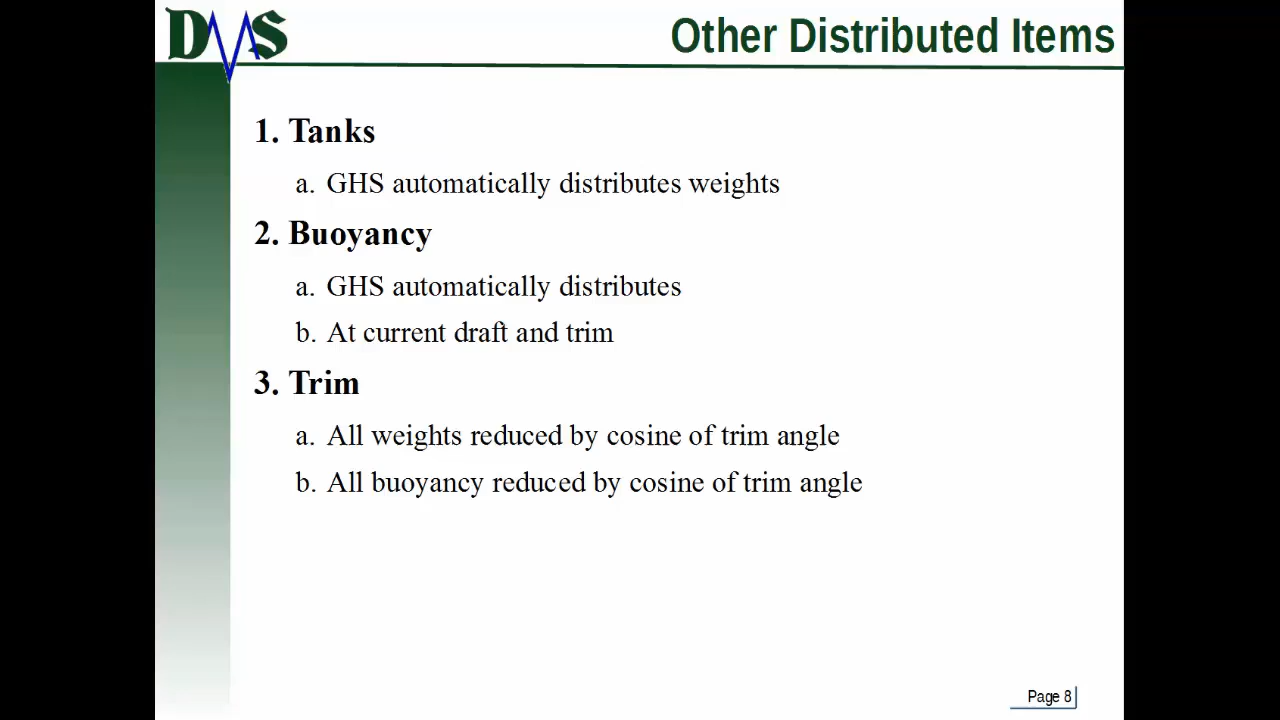 DMS
Other Distributed Items
1. Tanks
a. GHS automatically distributes weights
2. Buoyancy
a. GHS automatically distributes
b. At current draft and trim
3. Trim
a. All weights reduced by cosine of trim angle
b. All buoyancy reduced by cosine of trim angle
Page 8